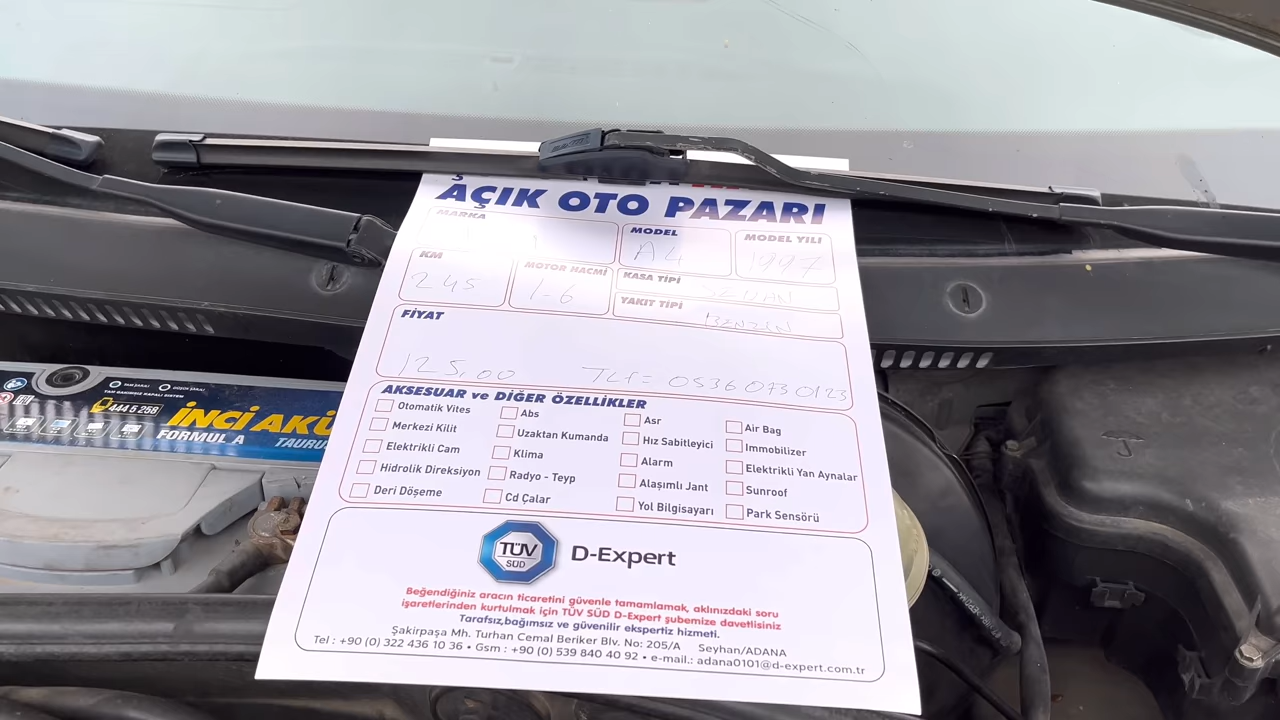 AÇIK OTO PAZARI
MARKA
MODEL
A4
MODEL YILI
1997
KM
245
MOTOR HACMİ
1-6
KASA TİPİ
SEDAN
YAKIT TİPİ
BENZİN
FİYAT
125,00 TLF= 0536 073 0123
AKSESUAR ve DİĞER ÖZELLİKLER
Otomatik Vites
Abs
Asr
Air Bag
Merkezi Kilit
Uzaktan Kumanda
Hız Sabitleyici
Immobilizer
Elektrikli Cam
Klima
Alarm
Elektrikli Yan Aynalar
Hidrolik Direksiyon
Radyo - Teyp
Alaşımlı Jant
Sunroof
Deri Döşeme
Cd Çalar
Yol Bilgisayarı
Park Sensörü
TÜV
SÜD
D-Expert
Beğendiğiniz aracın ticaretini güvenle tamamlamak, aklınızdaki soru
işaretlerinden kurtulmak için TÜV SÜD D-Expert şubemize davetlisiniz
Tarafsız,bağımsız ve güvenilir ekspertiz hizmeti.
Şakirpaşa Mh. Turhan Cemal Beriker Blv. No: 205/A Seyhan/ADANA
Tel : +90 (0) 322 436 10 36 • Gsm : +90 (0) 539 840 40 92 • e-mail.: adana0101@d-expert.com.tr
444 5 258
İNCİ AKÜ
FORMUL A
TAURU